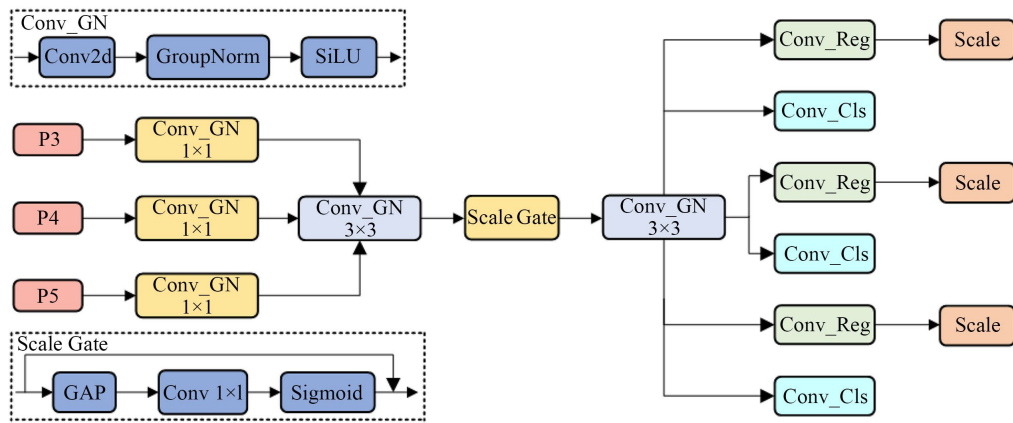 Conv_GN
Conv2d
GroupNorm
SiLU
P3
Conv_GN
1×1
P4
Conv_GN
1×1
P5
Conv_GN
1×1
Conv_GN
3×3
Scale Gate
Conv_GN
3×3
Conv_Reg
Scale
Conv_Cls
Conv_Reg
Scale
Conv_Cls
Conv_Reg
Scale
Conv_Cls
Scale Gate
GAP
Conv 1×1
Sigmoid